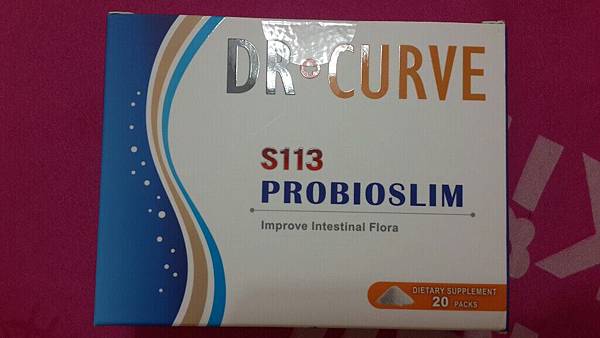 DR CURVE
S113
PROBIOSLIM
Improve Intestinal Flora
DIETARY SUPPLEMENT
20 PACKS